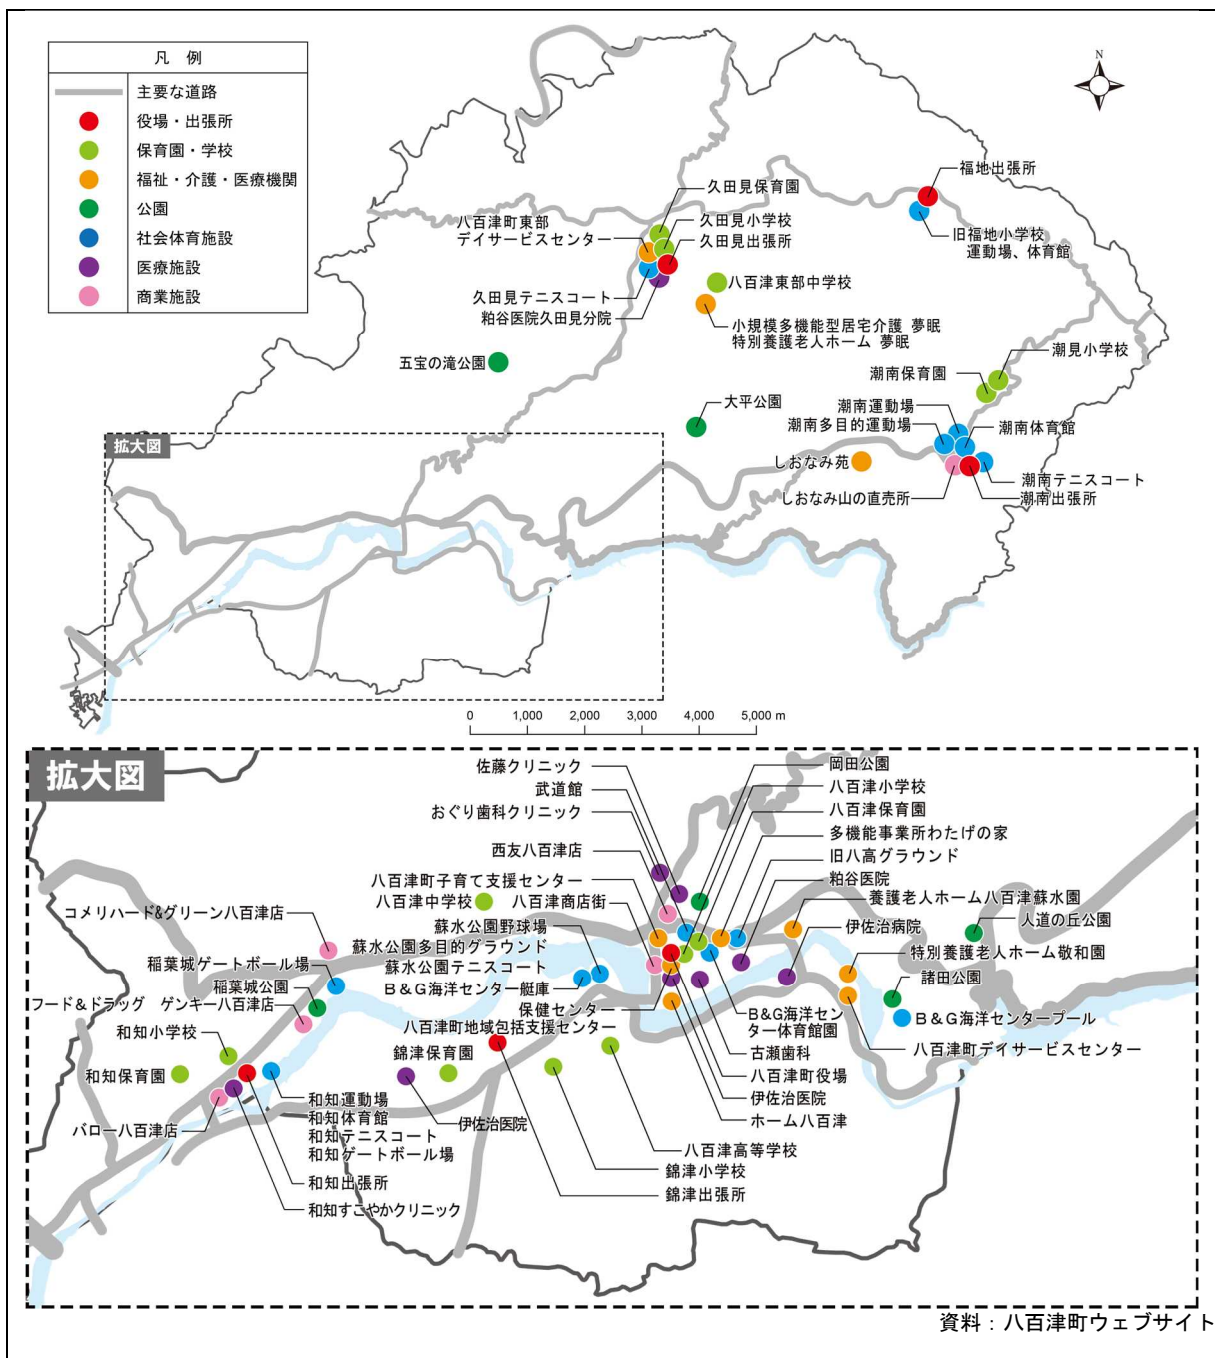 凡 例
主要な道路
役場・出張所
保育園・学校
福祉・介護・医療機関
公園
社会体育施設
医療施設
商業施設
N
福地出張所
旧福地小学校
運動場、体育館
久田見保育園
久田見小学校
久田見出張所
八百津町東部
デイサービスセンター
久田見テニスコート
粕谷医院久田見分院
八百津東部中学校
小規模多機能型居宅介護 夢眠
特別養護老人ホーム 夢眠
五宝の滝公園
大平公園
潮見小学校
潮南保育園
潮南運動場
潮南多目的運動場
潮南体育館
しおなみ苑
潮南テニスコート
しおなみ山の直売所
潮南出張所
拡大図
0 1,000 2,000 3,000 4,000 5,000 m
拡大図
佐藤クリニック
武道館
おぐり歯科クリニック
西友八百津店
八百津町子育て支援センター
八百津中学校
八百津商店街
コメリハード&グリーン八百津店
蘇水公園野球場
蘇水公園多目的グラウンド
蘇水公園テニスコート
B&G海洋センター艇庫
稲葉城ゲートボール場
稲葉城公園
フード&ドラッグ ゲンキー八百津店
保健センター
八百津町地域包括支援センター
和知小学校
和知保育園
錦津保育園
バロー八百津店
和知運動場
和知体育館
和知テニスコート
和知ゲートボール場
和知出張所
和知すこやかクリニック
伊佐治医院
岡田公園
八百津小学校
八百津保育園
多機能事業所わたげの家
旧八高グラウンド
粕谷医院
養護老人ホーム八百津蘇水園
伊佐治病院
人道の丘公園
特別養護老人ホーム敬和園
諸田公園
B&G海洋センタープール
八百津町デイサービスセンター
B&G海洋セン
ター体育館園
古瀬歯科
八百津町役場
伊佐治医院
ホーム八百津
八百津高等学校
錦津小学校
錦津出張所
資料：八百津町ウェブサイト